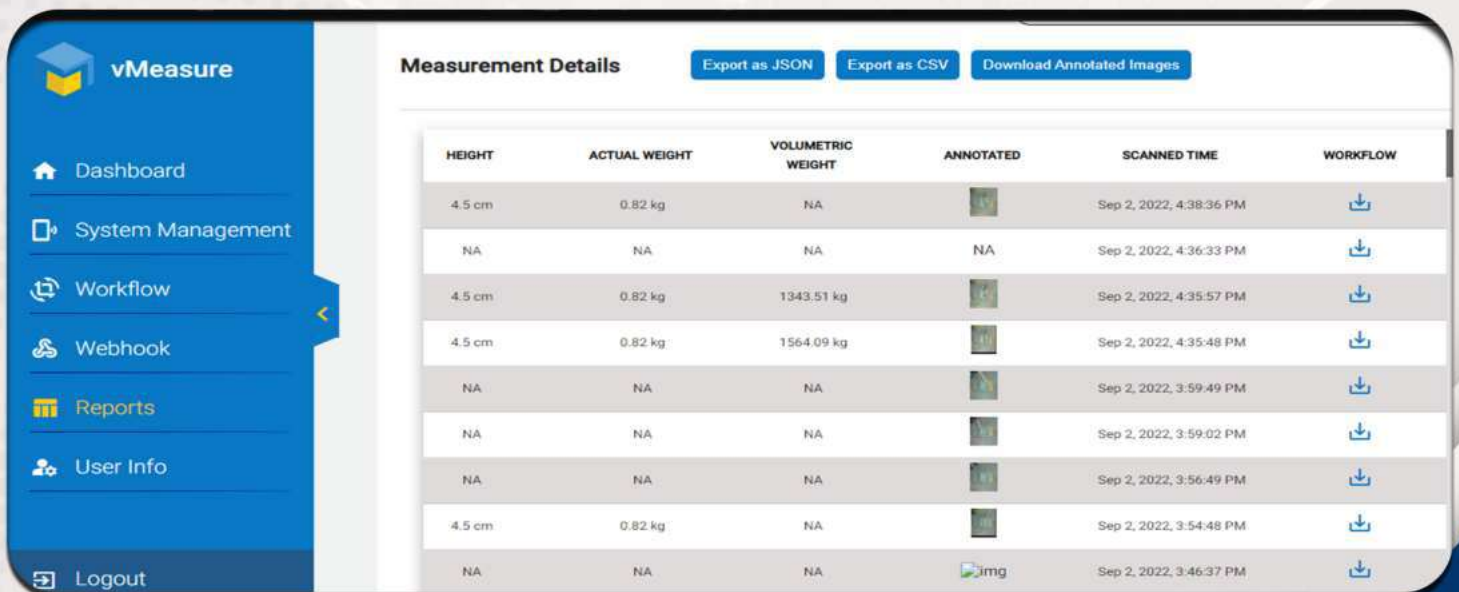 vMeasure
Dashboard
System Management
Workflow
Webhook
Reports
User Info
Logout
Measurement Details Export as JSON Export as CSV Download Annotated Images
HEIGHT ACTUAL WEIGHT VOLUMETRIC WEIGHT ANNOTATED SCANNED TIME WORKFLOW
4.5 cm 0.82 kg NA Sep 2, 2022, 4:38:36 PM
NA NA NA NA Sep 2, 2022, 4:36:33 PM
4.5 cm 0.82 kg 1343.51 kg Sep 2, 2022, 4:35:57 PM
4.5 cm 0.82 kg 1564.09 kg Sep 2, 2022, 4:35:48 PM
NA NA NA Sep 2, 2022, 3:59:49 PM
NA NA NA Sep 2, 2022, 3:59:02 PM
NA NA NA Sep 2, 2022, 3:56:49 PM
4.5 cm 0.82 kg NA Sep 2, 2022, 3:54:48 PM
NA NA NA img Sep 2, 2022, 3:46:37 PM